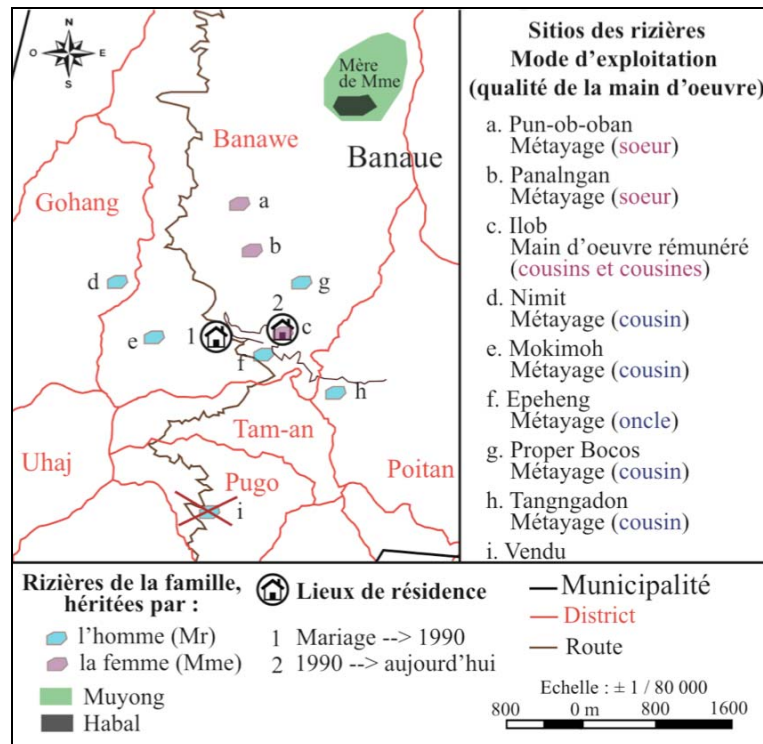 N
O
E
S
Mère
de Mme
Banawe
Banaue
Gohang
a
b
d
g
2
1
c
e
f
h
Tam-an
Uhaj
Pugo
Poitan
i
Sitios des rizières
Mode d'exploitation
(qualité de la main d'oeuvre)
a. Pun-ob-oban
Métayage (soeur)
b. Panalngan
Métayage (soeur)
c. Ilob
Main d'oeuvre rémunéré
(cousins et cousines)
d. Nimit
Métayage (cousin)
e. Mokimoh
Métayage (cousin)
f. Epeheng
Métayage (oncle)
g. Proper Bocos
Métayage (cousin)
h. Tangngadon
Métayage (cousin)
i. Vendu
Rizières de la famille,
héritées par :
l'homme (Mr)
la femme (Mme)
Muyong
Habal
Lieux de résidence
1 Mariage --> 1990
2 1990 --> aujourd'hui
Municipalité
District
Route
Echelle : ± 1 / 80 000
800 0 m 800 1600